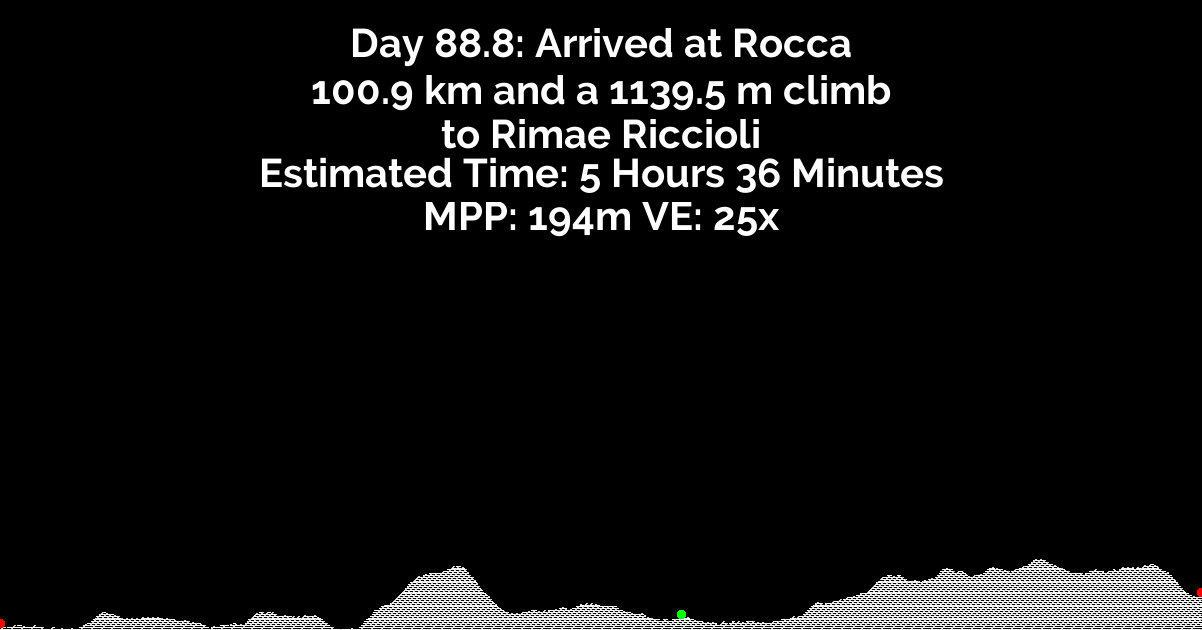 Day 88.8: Arrived at Rocca
100.9 km and a 1139.5 m climb
to Rimae Riccioli
Estimated Time: 5 Hours 36 Minutes
MPP: 194m VE: 25x